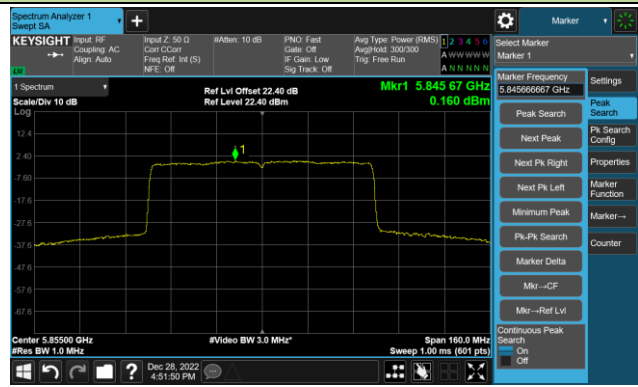 Spectrum Analyzer 1
Swept SA
Marker
KEYSIGHT
Input: RF
Coupling: AC
Align: Auto
Input Z: 50 Ω
Corr CCorr
Freq Ref: Int (S)
NFE: Off
#Atten: 10 dB
PNO: Fast
Gate: Off
IF Gain: Low
Sig Track: Off
Avg Type: Power (RMS)
Avg|Hold: 300/300
Trig: Free Run
1 2 3 4 5 6
A W W W W W
A N N N N N
LXI
Select Marker
Marker 1
1 Spectrum
Scale/Div 10 dB
Log
Ref Lvl Offset 22.40 dB
Ref Level 22.40 dBm
Mkr1 5.845 67 GHz
0.160 dBm
1
12.4
2.40
-7.60
-17.6
-27.6
-37.6
-47.6
-57.6
-67.6
Center 5.85500 GHz
#Res BW 1.0 MHz
#Video BW 3.0 MHz*
Span 160.0 MHz
Sweep 1.00 ms (601 pts)
Marker Frequency
5.845666667 GHz
Peak Search
Next Peak
Next Pk Right
Next Pk Left
Minimum Peak
Pk-Pk Search
Marker Delta
Mkr→CF
Mkr→Ref Lvl
Continuous Peak
Search
On
Off
Settings
Peak
Search
Pk Search
Config
Properties
Marker
Function
Marker→
Counter
?
Dec 28, 2022
4:51:50 PM